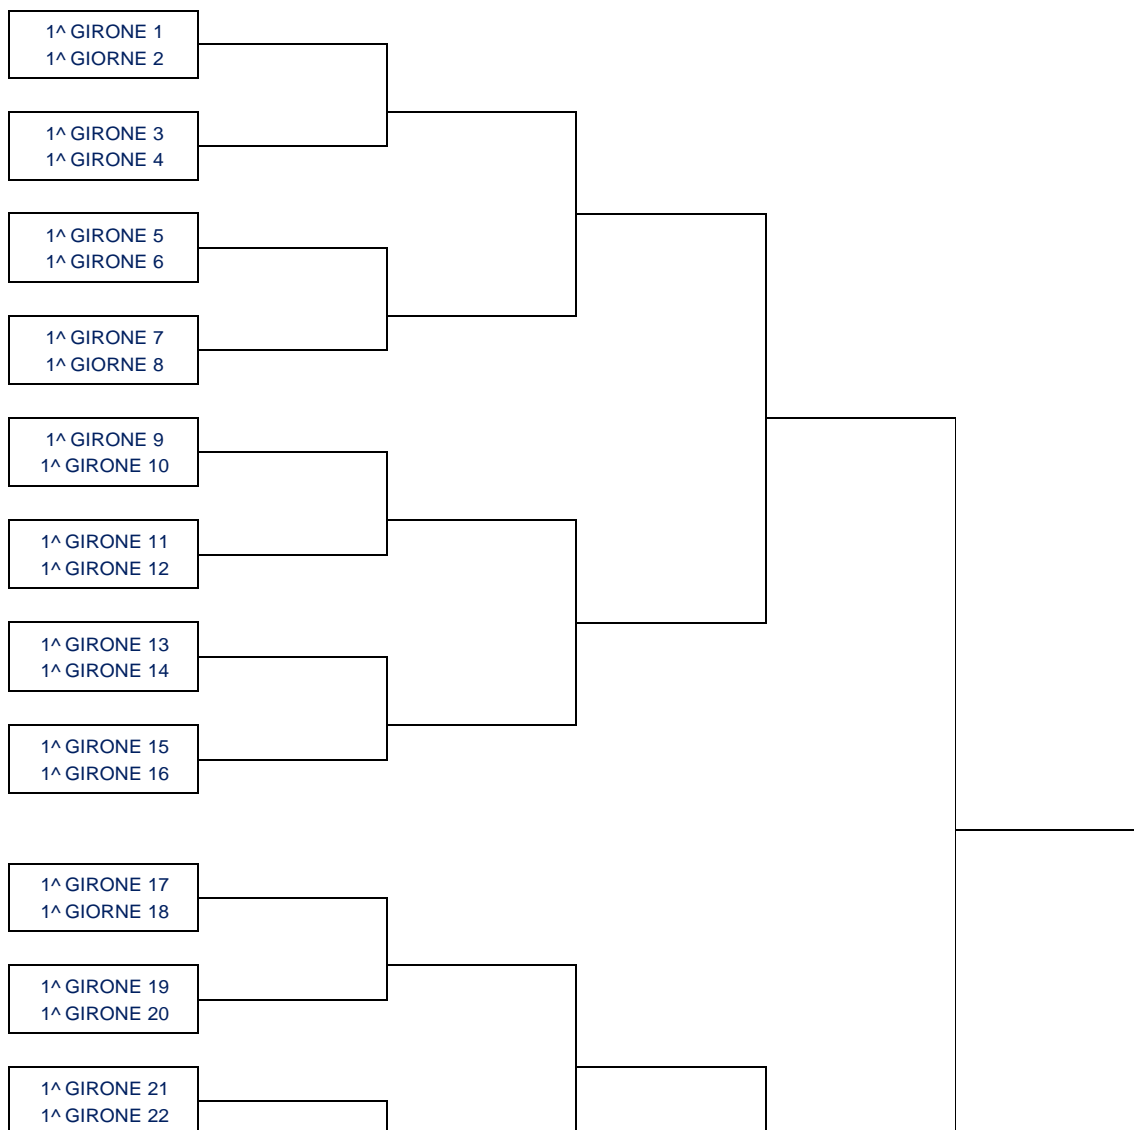 1^ GIRONE 1
1^ GIORNE 2
1^ GIRONE 3
1^ GIRONE 4
1^ GIRONE 5
1^ GIRONE 6
1^ GIRONE 7
1^ GIORNE 8
1^ GIRONE 9
1^ GIRONE 10
1^ GIRONE 11
1^ GIRONE 12
1^ GIRONE 13
1^ GIRONE 14
1^ GIRONE 15
1^ GIRONE 16
1^ GIRONE 17
1^ GIORNE 18
1^ GIRONE 19
1^ GIRONE 20
1^ GIRONE 21
1^ GIRONE 22